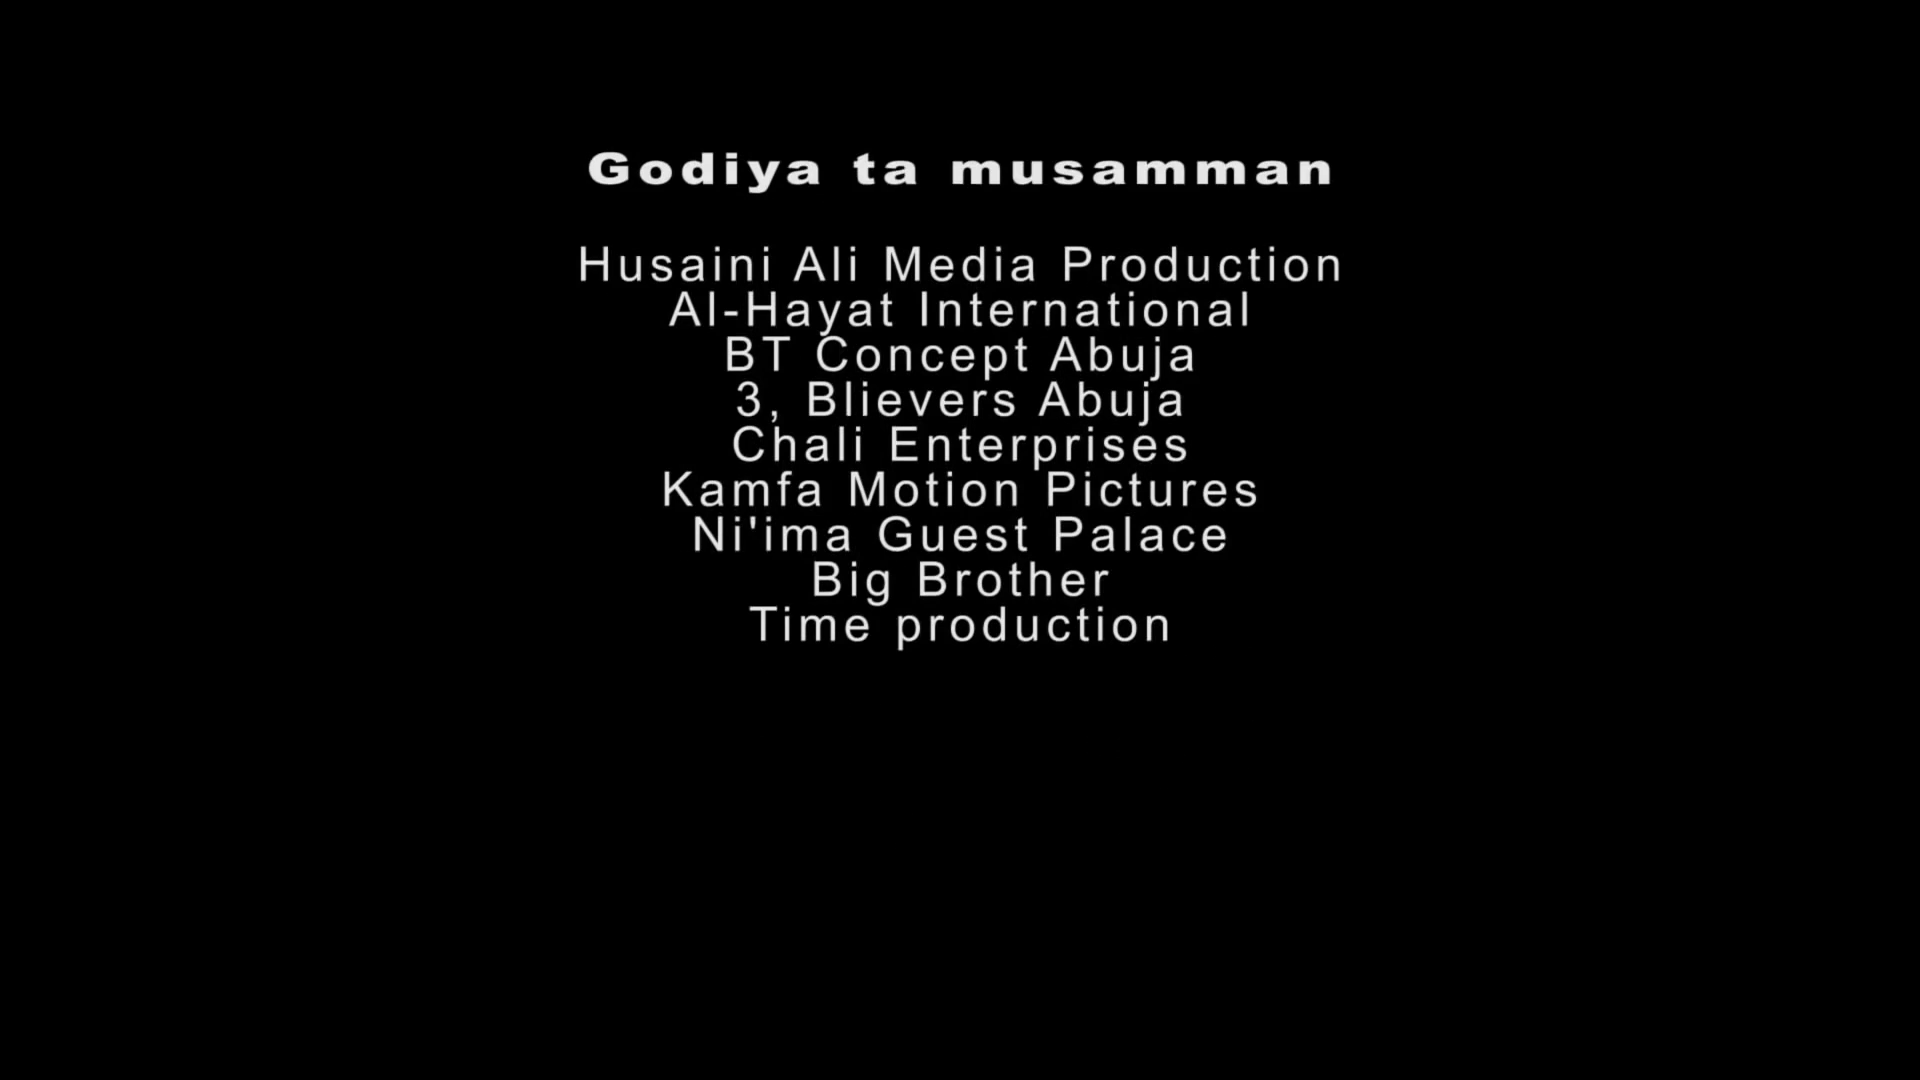 Godiya ta musamman
Husaini Ali Media Production
Al-Hayat International
BT Concept Abuja
3, Blievers Abuja
Chali Enterprises
Kamfa Motion Pictures
Ni'ima Guest Palace
Big Brother
Time production